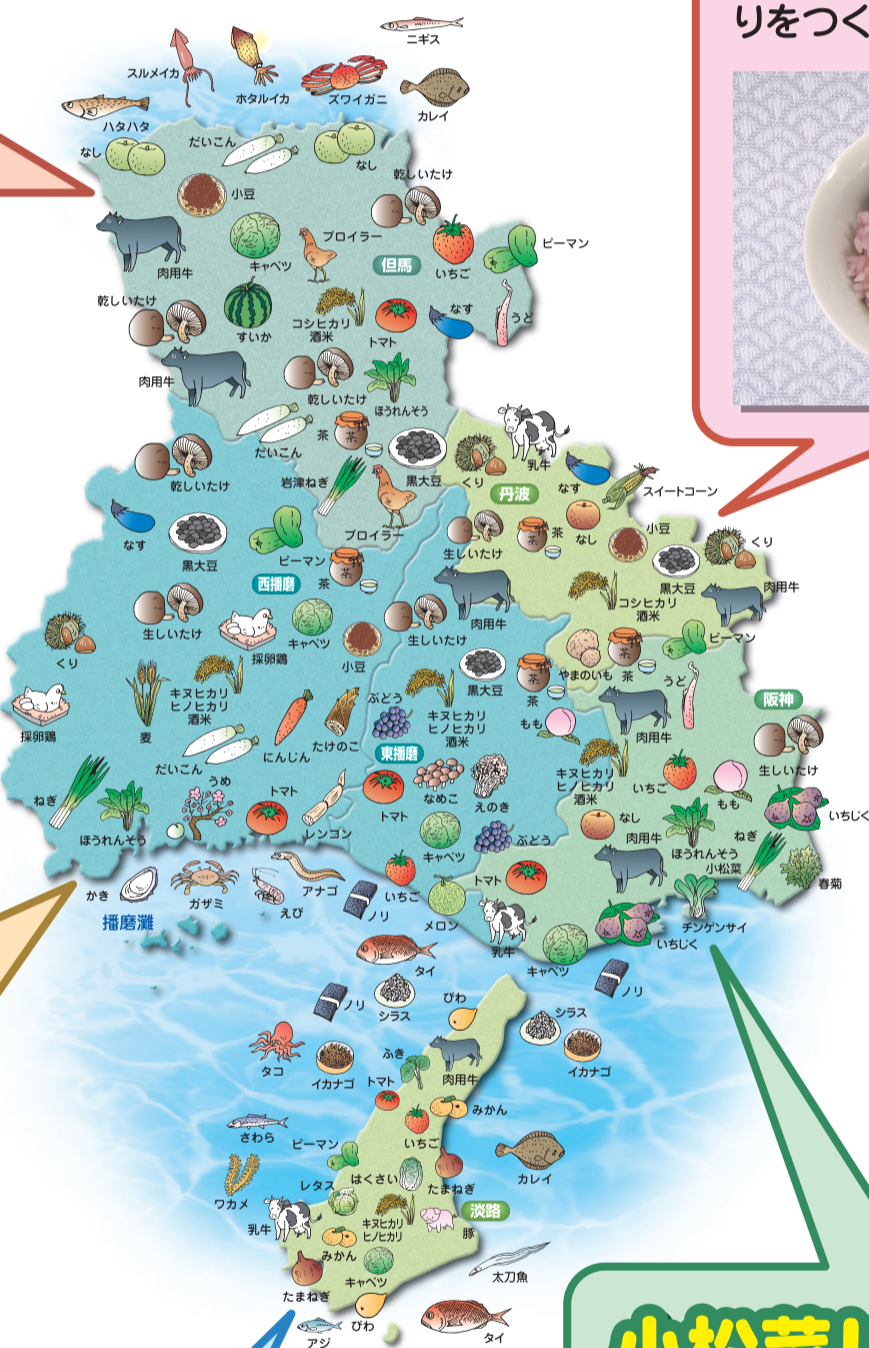 りをつく
ニギス
スルメイカ
ホタルイカ
ズワイガニ
カレイ
ハタハタ
なし
だいこん
なし
乾しいたけ
小豆
肉用牛
キャベツ
ブロイラー
但馬
いちご
ピーマン
乾しいたけ
すいか
コシヒカリ
酒米
トマト
なす
うど
肉用牛
乾しいたけ
ほうれんそう
だいこん
茶
茶
岩津ねぎ
黒大豆
ブロイラー
くり
乳牛
丹波
なす
スイートコーン
生しいたけ
茶
茶
なし
小豆
黒大豆
くり
コシヒカリ
酒米
肉用牛
肉用牛
乾しいたけ
なす
黒大豆
ピーマン
茶
茶
西播磨
生しいたけ
採卵鶏
キャベツ
小豆
生しいたけ
くり
採卵鶏
麦
キヌヒカリ
ヒノヒカリ
酒米
だいこん
にんじん
たけのこ
ねぎ
ほうれんそう
うめ
トマト
レンコン
ぶどう
キヌヒカリ
ヒノヒカリ
酒米
黒大豆
茶
茶
もも
東播磨
トマト
なめこ
えのき
キャベツ
ぶどう
いちご
メロン
やまのいも
茶
茶
ピーマン
うど
肉用牛
阪神
生しいたけ
キヌヒカリ
ヒノヒカリ
酒米
いちご
もも
いちじく
なし
肉用牛
ほうれんそう
小松菜
ねぎ
春菊
チンゲンサイ
トマト
乳牛
キャベツ
いちじく
かき
ガザミ
えび
アナゴ
ノリ
播磨灘
タイ
ノリ
シラス
びわ
シラス
ノリ
イカナゴ
タコ
イカナゴ
ふき
肉用牛
トマト
みかん
いちご
さわら
ピーマン
カレイ
はくさい
たまねぎ
ワカメ
レタス
淡路
乳牛
キヌヒカリ
ヒノヒカリ
豚
みかん
キャベツ
たまねぎ
太刀魚
びわ
アジ
タイ
小松菜